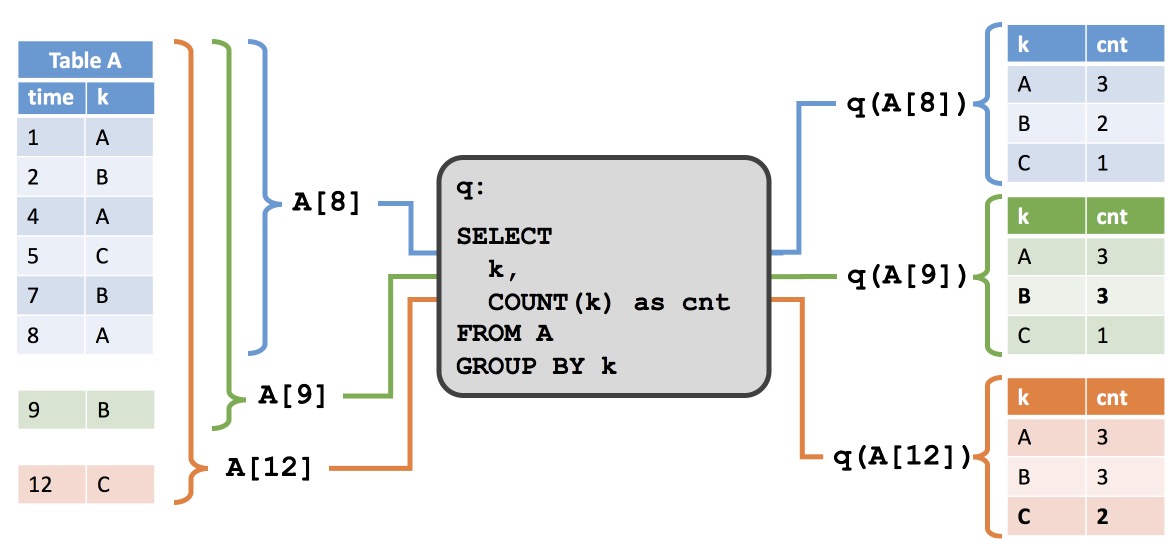 Table A
time k
1 A
2 B
4 A
5 C
7 B
8 A
9 B
12 C
A[8]
A[9]
A[12]
q:
SELECT
k,
COUNT(k) as cnt
FROM A
GROUP BY k
q(A[8])
k cnt
A 3
B 2
C 1
q(A[9])
k cnt
A 3
B 3
C 1
q(A[12])
k cnt
A 3
B 3
C 2